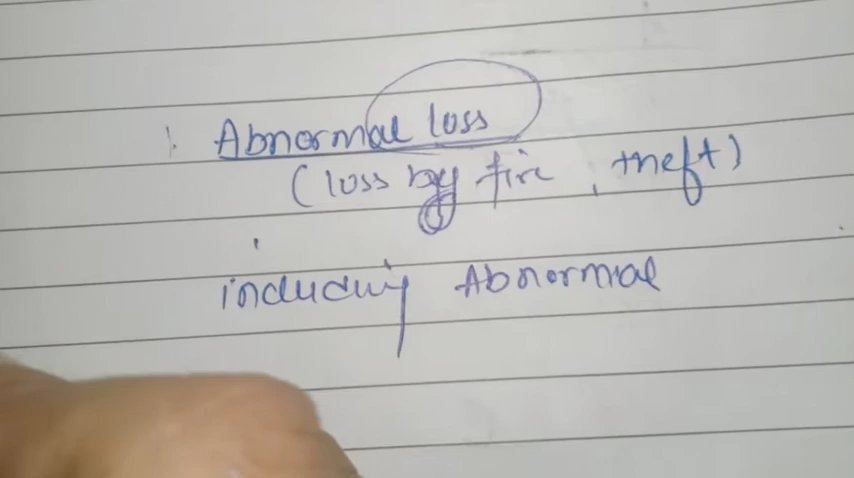 Abnormal loss
(loss by fire, theft)
including Abnormal